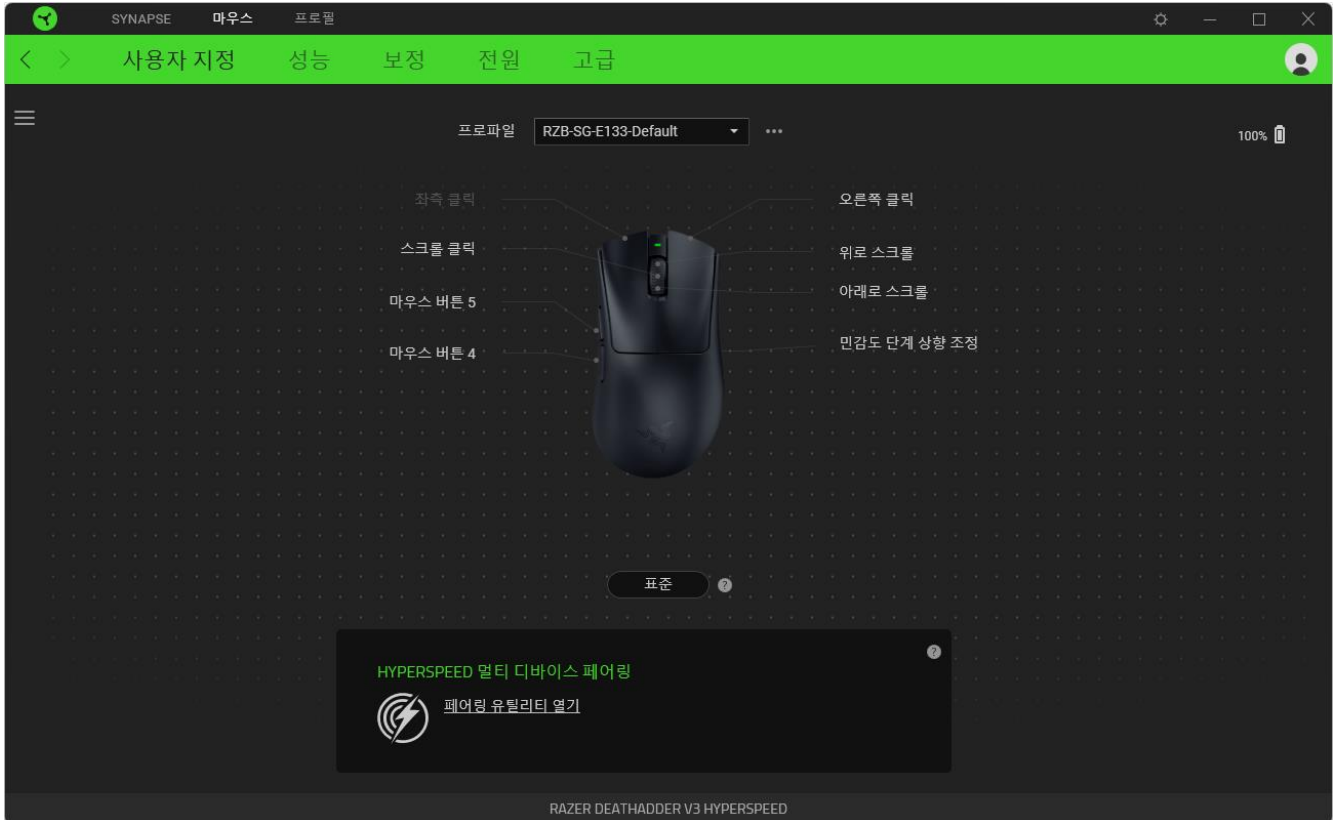 SYNAPSE 마우스 프로필
사용자 지정 성능 보정 전원 고급
프로파일 RZB-SG-E133-Default
100%
좌측 클릭
오른쪽 클릭
스크롤 클릭
위로 스크롤
마우스 버튼 5
아래로 스크롤
마우스 버튼 4
민감도 단계 상향 조정
표준 ?
?
HYPERSPEED 멀티 디바이스 페어링
페어링 유틸리티 열기
RAZER DEATHADDER V3 HYPERSPEED